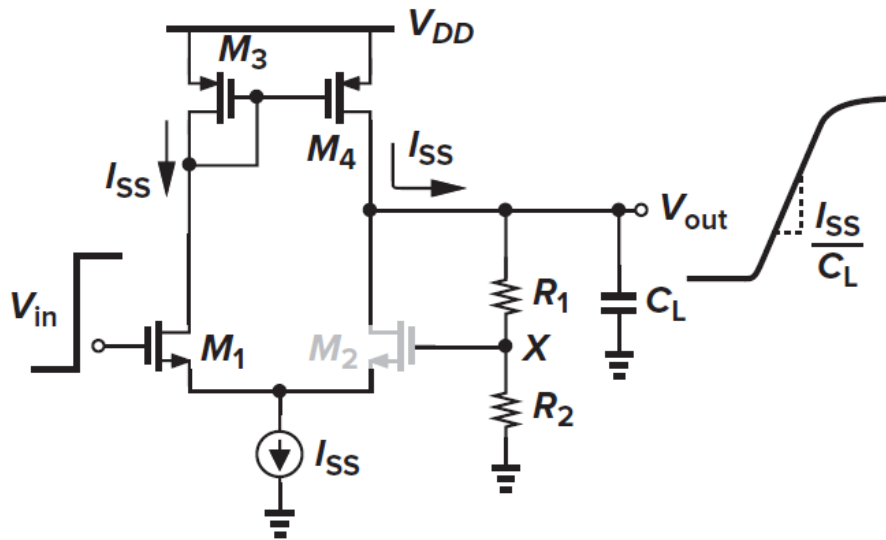 V_DD
M_3
M_4
I_SS
I_SS
V_out
I_SS
C_L
R_1
C_L
V_in
M_1
M_2
X
R_2
I_SS